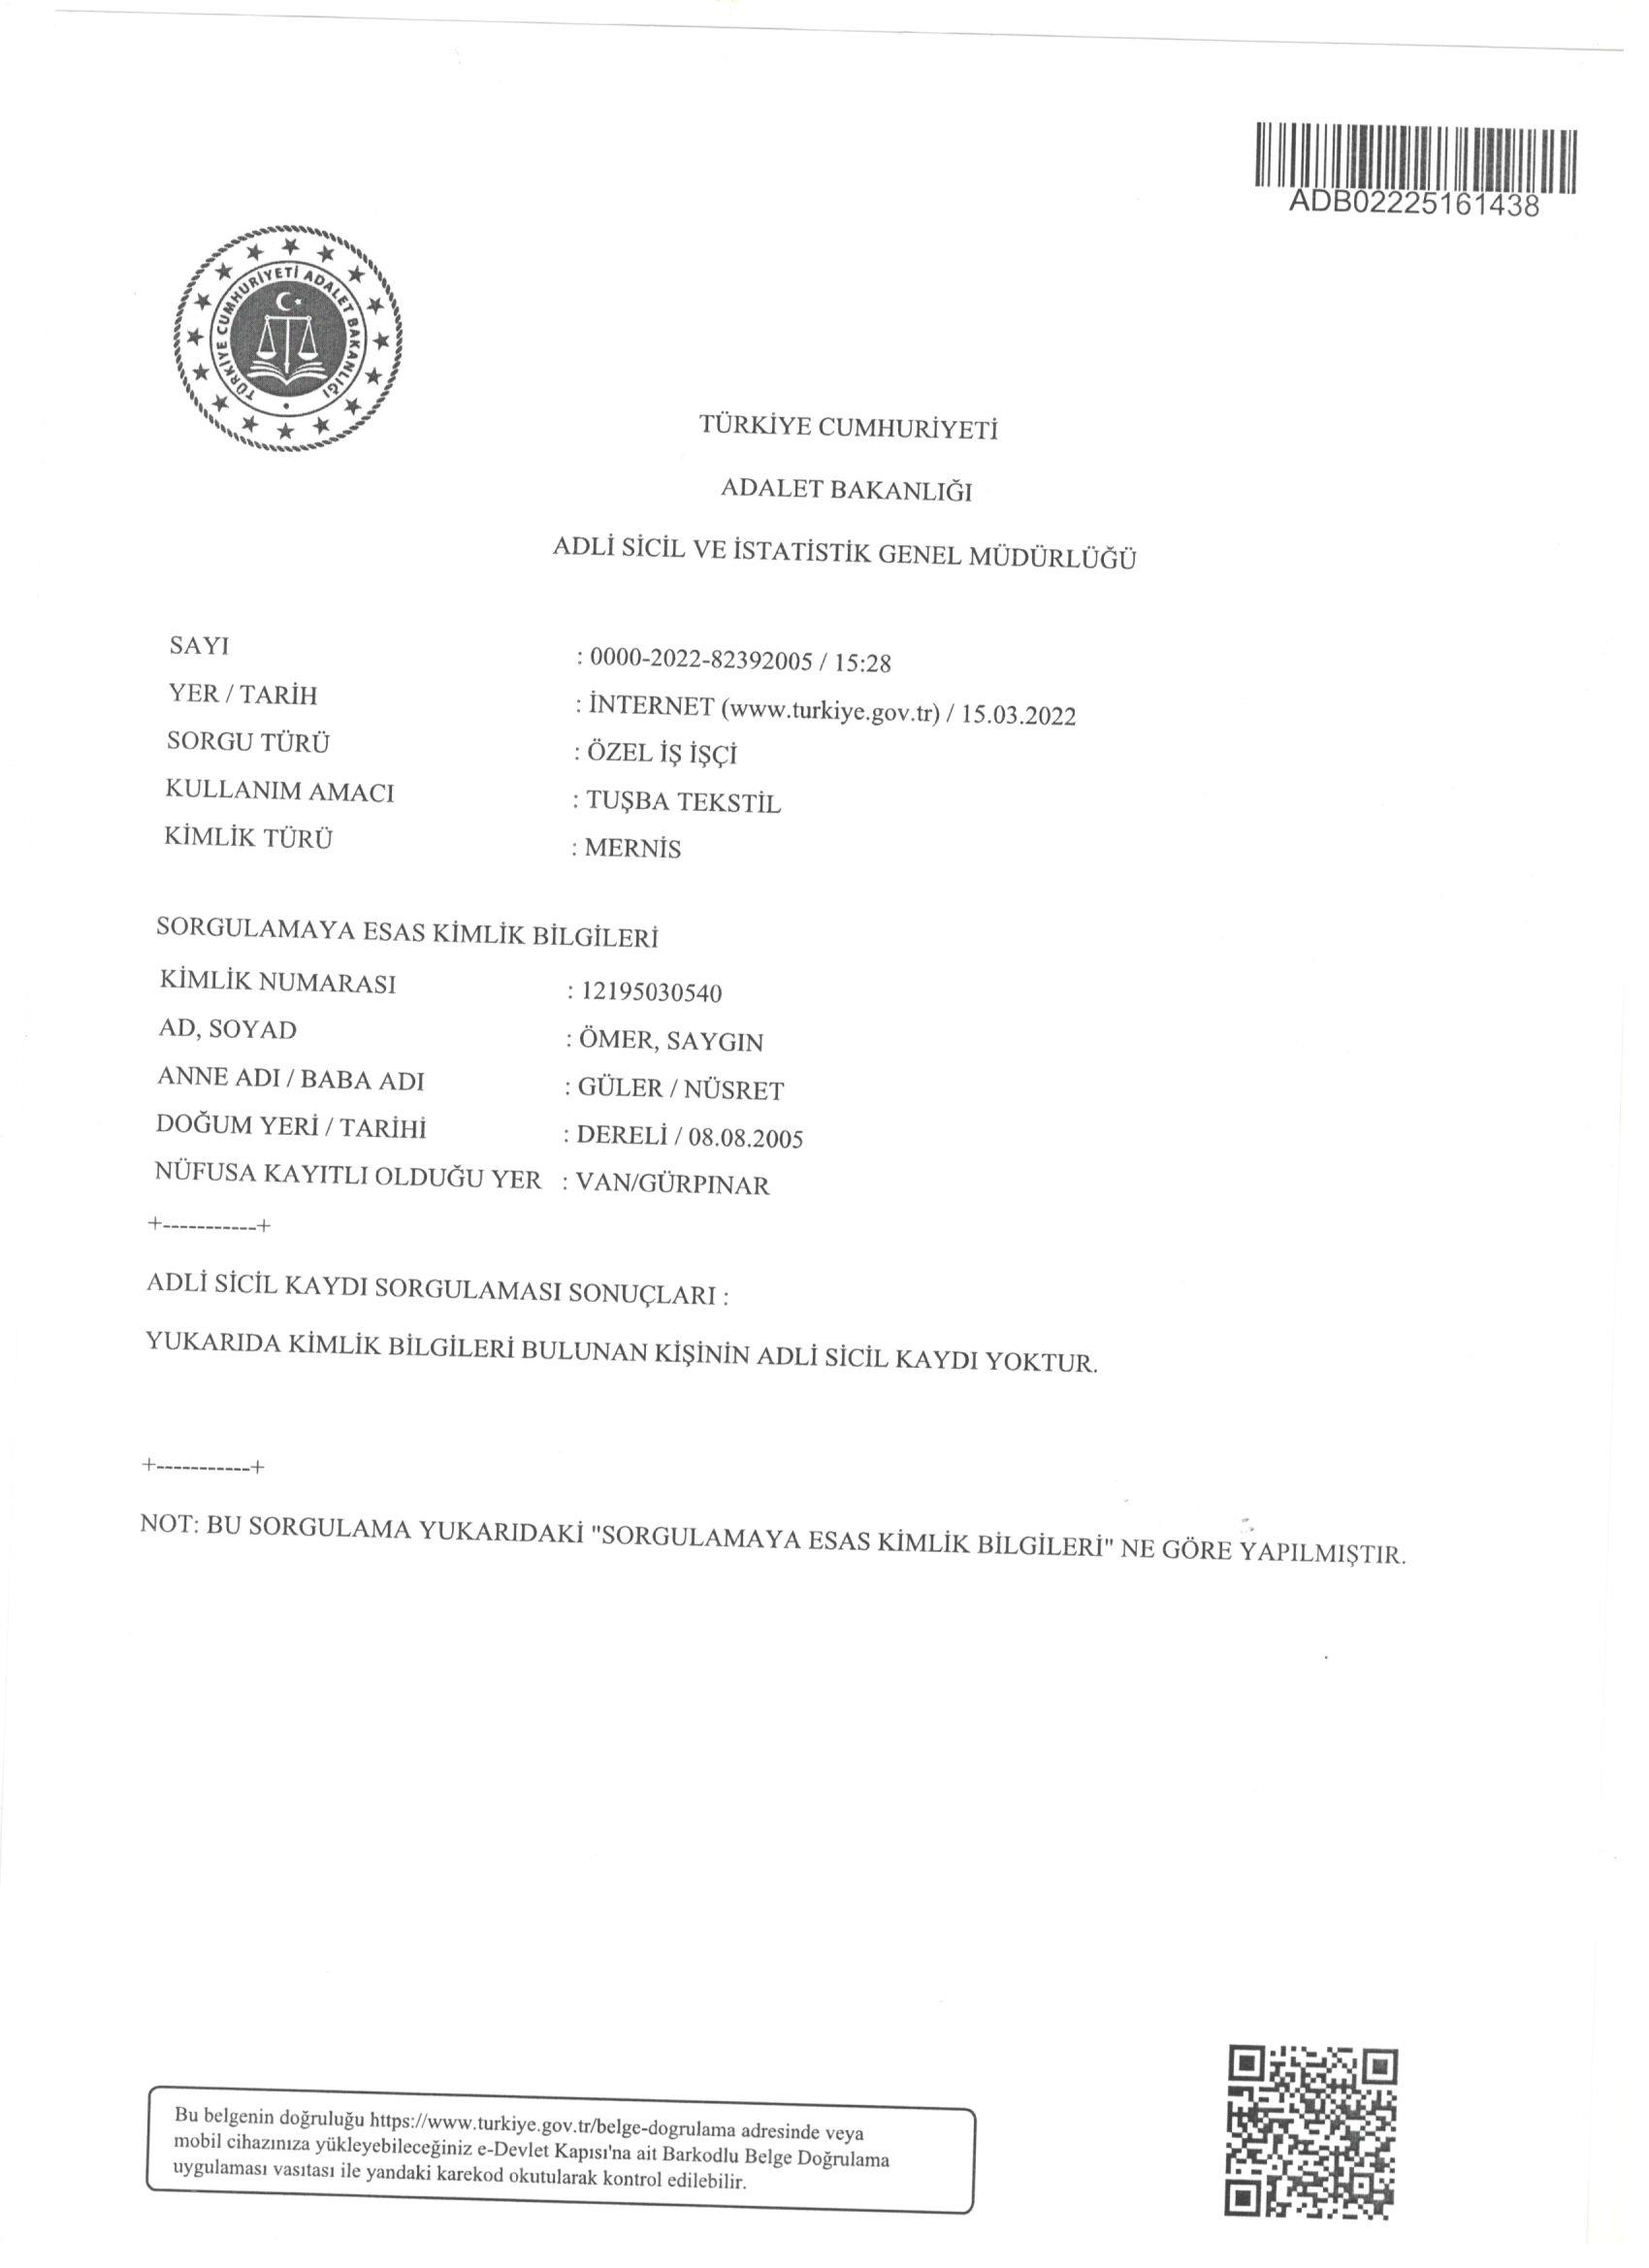 ADB02225161438
TÜRKİYE CUMHURİYETİ ADALET BAKANLIĞI
TÜRKİYE CUMHURİYETİ
ADALET BAKANLIĞI
ADLİ SİCİL VE İSTATİSTİK GENEL MÜDÜRLÜĞÜ
SAYI : 0000-2022-82392005 / 15:28
YER / TARİH : İNTERNET (www.turkiye.gov.tr) / 15.03.2022
SORGU TÜRÜ : ÖZEL İŞ İŞÇİ
KULLANIM AMACI : TUŞBA TEKSTİL
KİMLİK TÜRÜ : MERNİS
SORGULAMAYA ESAS KİMLİK BİLGİLERİ
KİMLİK NUMARASI : 12195030540
AD, SOYAD : ÖMER, SAYGIN
ANNE ADI / BABA ADI : GÜLER / NÜSRET
DOĞUM YERİ / TARİHİ : DERELİ / 08.08.2005
NÜFUSA KAYITLI OLDUĞU YER : VAN/GÜRPINAR
+-----------+
ADLİ SİCİL KAYDI SORGULAMASI SONUÇLARI :
YUKARIDA KİMLİK BİLGİLERİ BULUNAN KİŞİNİN ADLİ SİCİL KAYDI YOKTUR.
+-----------+
NOT: BU SORGULAMA YUKARIDAKİ "SORGULAMAYA ESAS KİMLİK BİLGİLERİ" NE GÖRE YAPILMIŞTIR.
Bu belgenin doğruluğu https://www.turkiye.gov.tr/belge-dogrulama adresinde veya
mobil cihazınıza yükleyebileceğiniz e-Devlet Kapısı'na ait Barkodlu Belge Doğrulama
uygulaması vasıtası ile yandaki karekod okutularak kontrol edilebilir.